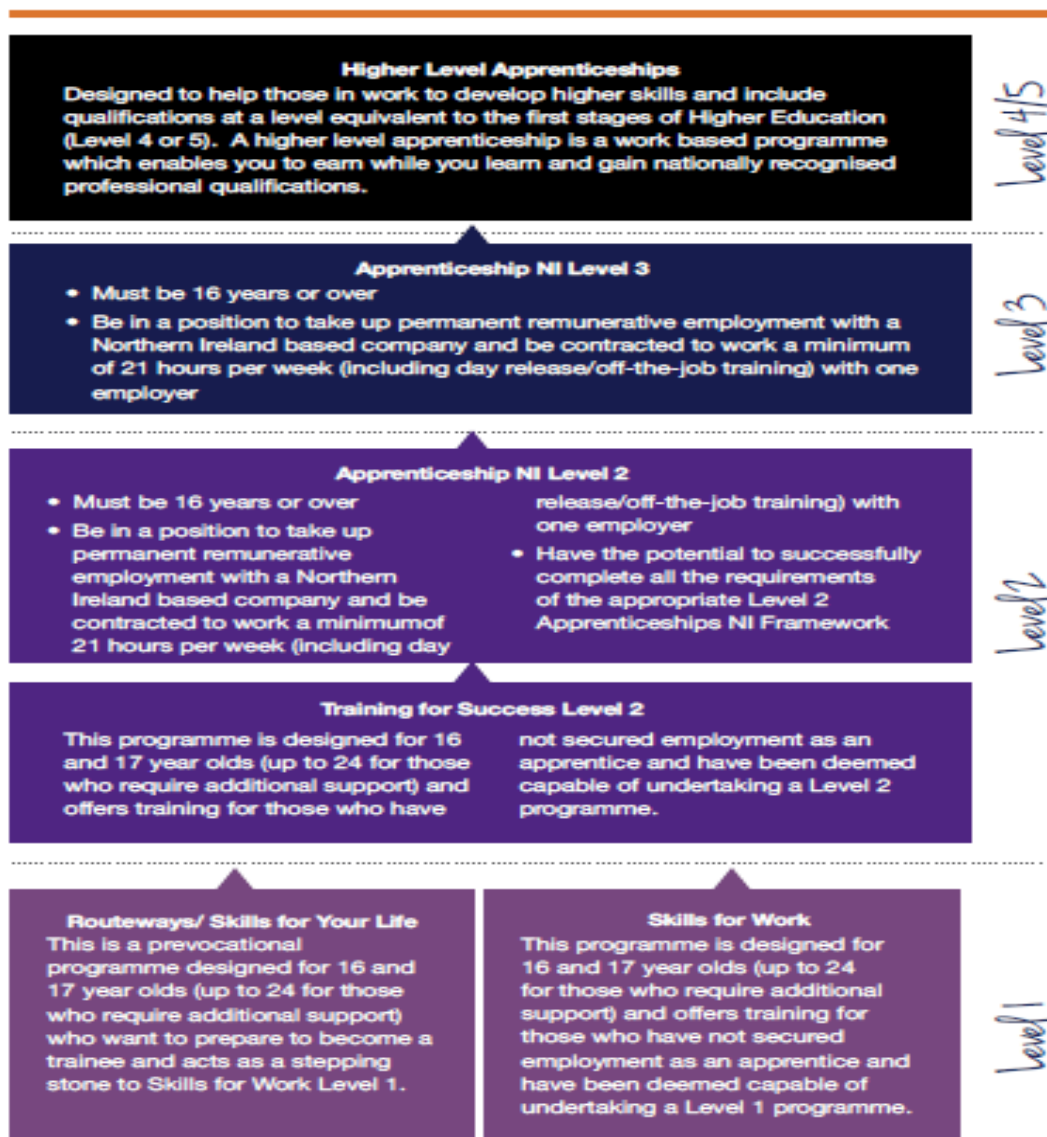 Higher Level Apprenticeships
Designed to help those in work to develop higher skills and include
qualifications at a level equivalent to the first stages of Higher Education
(Level 4 or 5). A higher level apprenticeship is a work based programme
which enables you to earn while you learn and gain nationally recognised
professional qualifications.
Level 4/5
Apprenticeship NI Level 3
• Must be 16 years or over
• Be in a position to take up permanent remunerative employment with a
Northern Ireland based company and be contracted to work a minimum
of 21 hours per week (including day release/off-the-job training) with one
employer
Level 3
Apprenticeship NI Level 2
• Must be 16 years or over
• Be in a position to take up
permanent remunerative
employment with a Northern
Ireland based company and be
contracted to work a minimumof
21 hours per week (including day
release/off-the-job training) with
one employer
• Have the potential to successfully
complete all the requirements
of the appropriate Level 2
Apprenticeships NI Framework
Level 2
Training for Success Level 2
This programme is designed for 16
and 17 year olds (up to 24 for those
who require additional support) and
offers training for those who have
not secured employment as an
apprentice and have been deemed
capable of undertaking a Level 2
programme.
Routeways/ Skills for Your Life
This is a prevocational
programme designed for 16 and
17 year olds (up to 24 for those
who require additional support)
who want to prepare to become a
trainee and acts as a stepping
stone to Skills for Work Level 1.
Skills for Work
This programme is designed for
16 and 17 year olds (up to 24
for those who require additional
support) and offers training for
those who have not secured
employment as an apprentice and
have been deemed capable of
undertaking a Level 1 programme.
Level 1